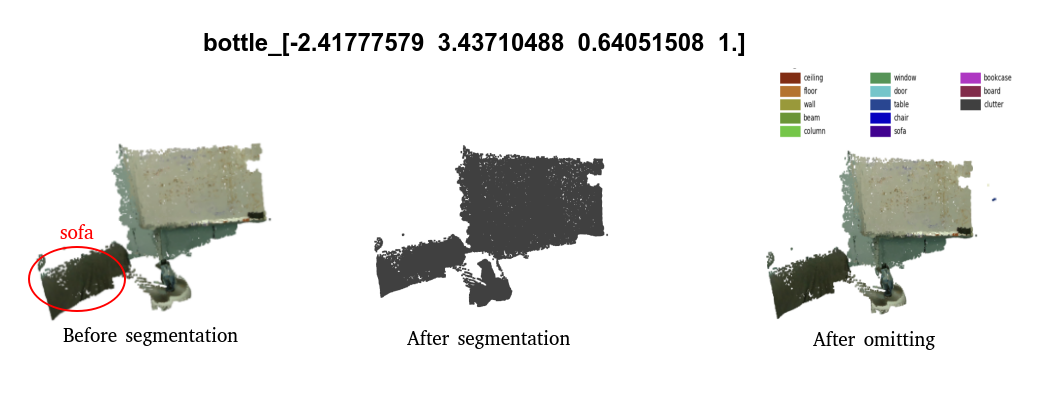 bottle_[-2.41777579 3.43710488 0.64051508 1.]
ceiling window bookcase
floor door board
wall table clutter
beam chair
column sofa
sofa
Before segmentation
After segmentation
After omitting